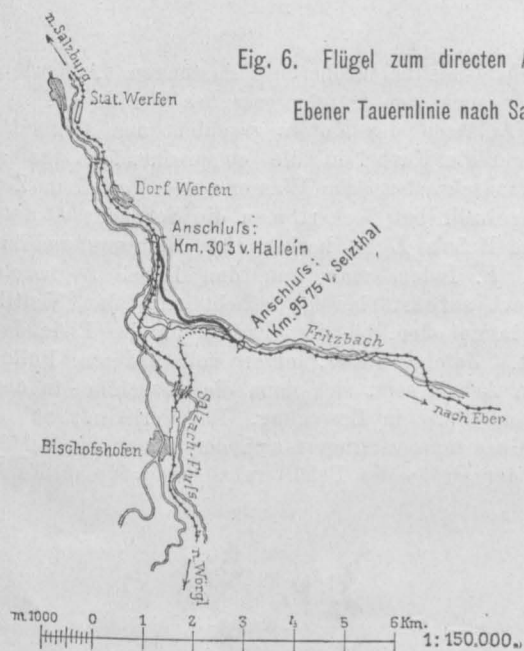 Eig. 6. Flügel zum directen A
Ebener Tauernlinie nach Sa
n. Salzburg
Stat. Werfen
Dorf Werfen
Anschluſs:
Km. 30·3 v. Hallein
Anschluſs:
Km. 95·75 v. Selzthal
Fritzbach
nach Eben
Salzach-Fluſs
Bischofshofen
n. Wörgl
m. 1000 0 1 2 3 4 5 6 Km.
1: 150.000